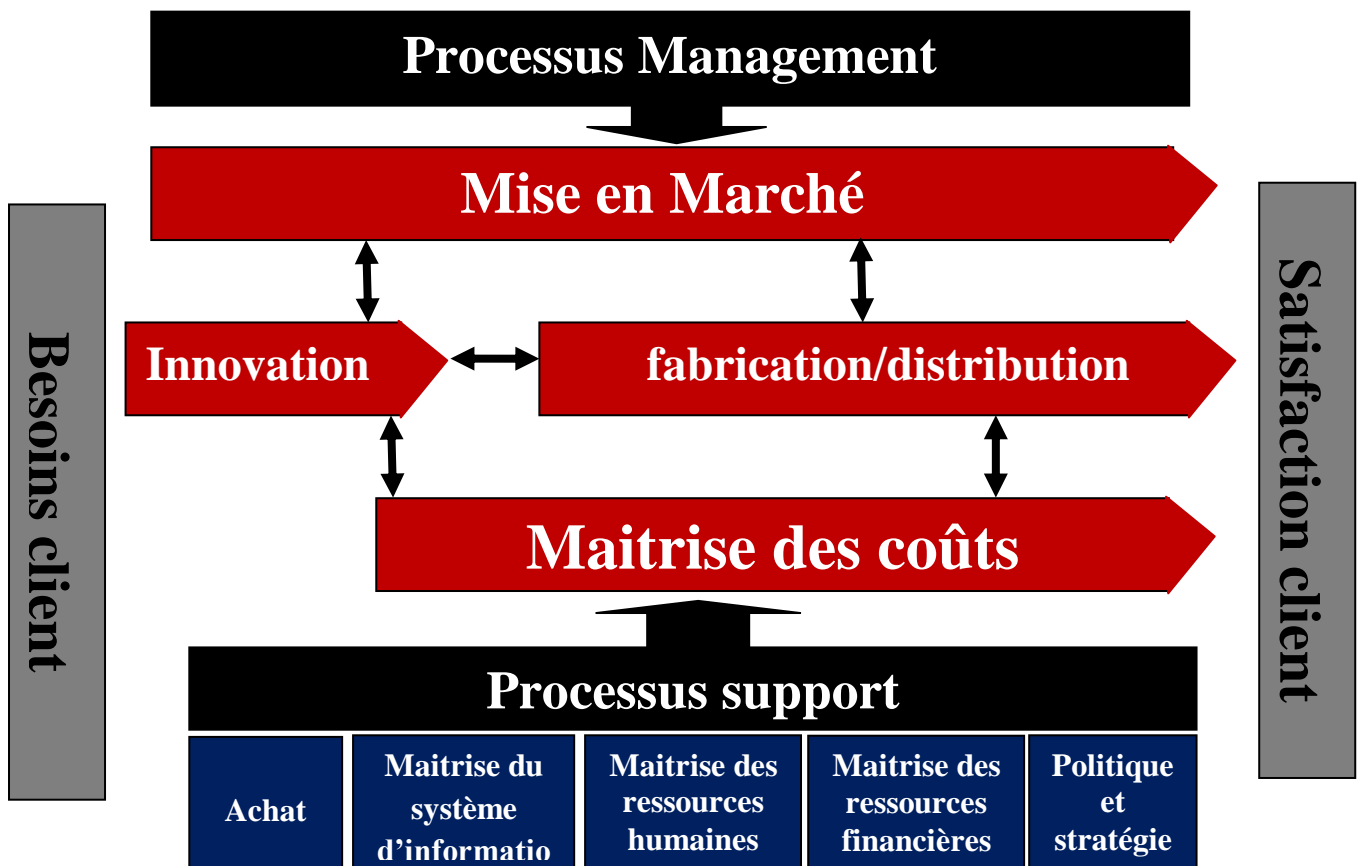 Processus Management
Mise en Marché
Besoins client
Innovation
fabrication/distribution
Satisfaction client
Maitrise des coûts
Processus support
Achat
Maitrise du
système
d'informatio
Maitrise des
ressources
humaines
Maitrise des
ressources
financières
Politique
et
stratégie